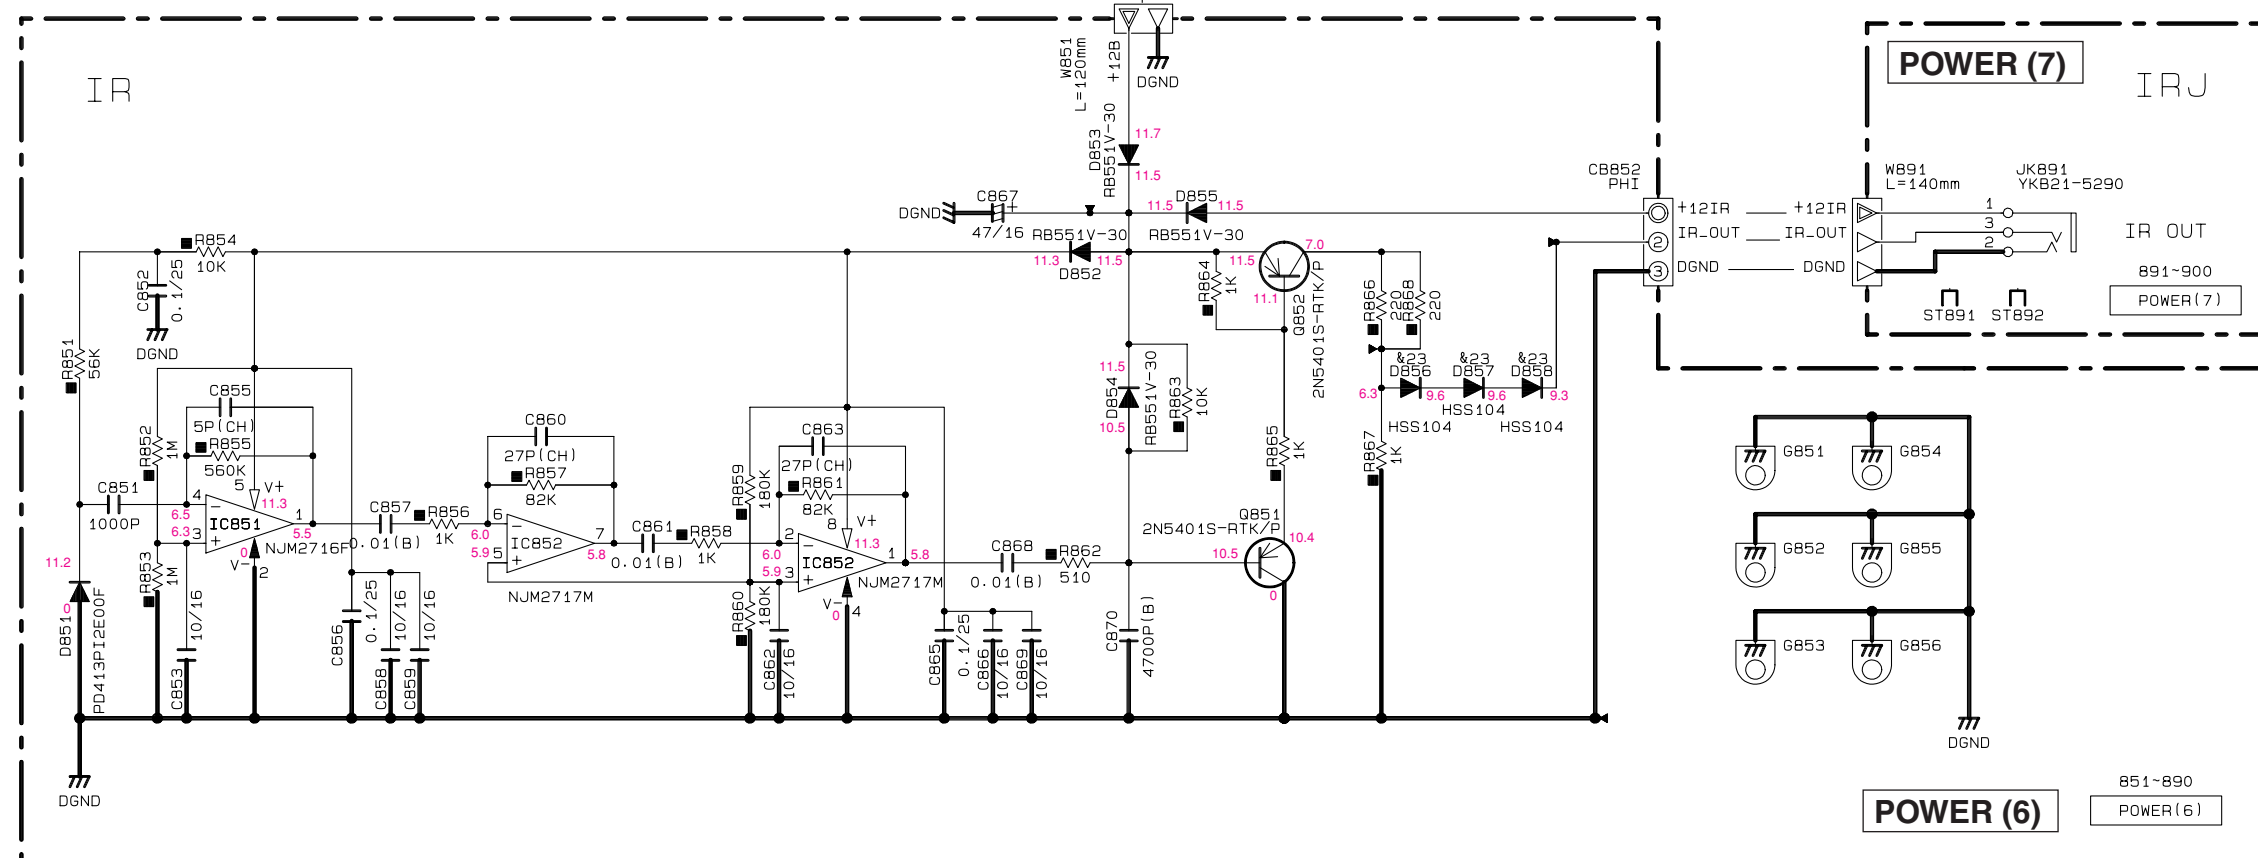 IR
W851
L=120mm
+12B
DGND
POWER (7)
IRJ
D853
RB551V-30
11.7
11.5
CB852
PHI
W891
L=140mm
JK891
YKB21-5290
DGND
C867
+
47/16
D855
11.5
11.5
RB551V-30
RB551V-30
11.3
11.5
D852
+12IR
+12IR
1
2
IR_OUT
IR_OUT
3
3
DGND
DGND
2
IR OUT
891~900
POWER(7)
ST891
ST892
R854
10K
C852
0.1/25
DGND
R851
56K
R864
1K
11.5
7.0
11.1
Q852
2N5401S-RTK/P
R866
220
R868
220
C855
5P(CH)
R855
560K
R852
1M
5
V+
11.3
C851
1000P
4
6.5
-
6.3
3
+
IC851
1
5.5
NJM2716F
0
V-
2
R853
1M
11.2
0
D851
PD413PI2E00F
C853
10/16
C856
0.1/25
C858
10/16
C859
10/16
C857
0.01(B)
R856
1K
C860
27P(CH)
R857
82K
6
6.0
-
5.9
5
+
IC852
7
5.8
NJM2717M
C861
0.01(B)
R858
1K
R859
180K
R860
180K
C863
27P(CH)
R861
82K
8
V+
11.3
2
6.0
-
5.9
3
+
IC852
1
5.8
NJM2717M
V-
0
4
C862
10/16
C865
0.1/25
C866
10/16
C869
10/16
C868
0.01(B)
R862
510
11.5
D854
10.5
RB551V-30
R863
10K
C870
4700P(B)
R865
1K
Q851
2N5401S-RTK/P
10.5
10.4
0
&23
D856
&23
D857
&23
D858
6.3
9.6
9.6
9.3
HSS104
HSS104
HSS104
R867
1K
G851
G854
G852
G855
G853
G856
DGND
DGND
851~890
POWER (6)
POWER(6)